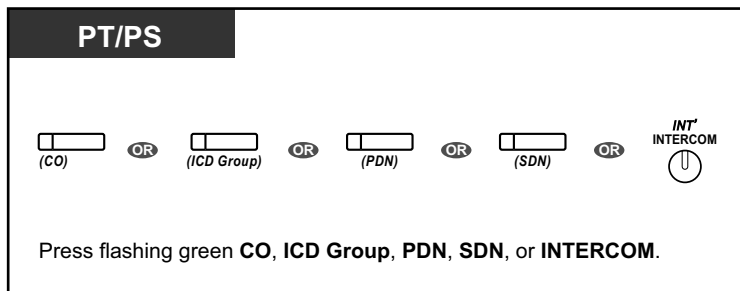 PT/PS
INT'
INTERCOM
(CO) OR (ICD Group) OR (PDN) OR (SDN) OR
Press flashing green CO, ICD Group, PDN, SDN, or INTERCOM.